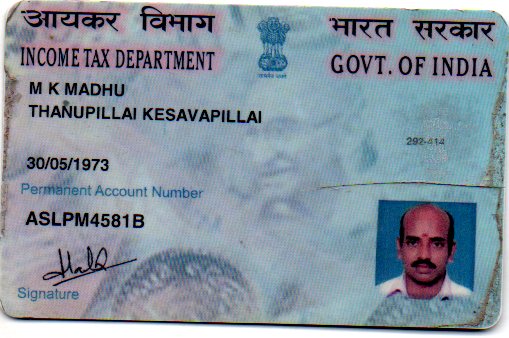 आयकर विभाग
भारत सरकार
INCOME TAX DEPARTMENT
GOVT. OF INDIA
M K MADHU
THANUPILLAI KESAVAPILLAI
292-414
30/05/1973
Permanent Account Number
ASLPM4581B
Signature